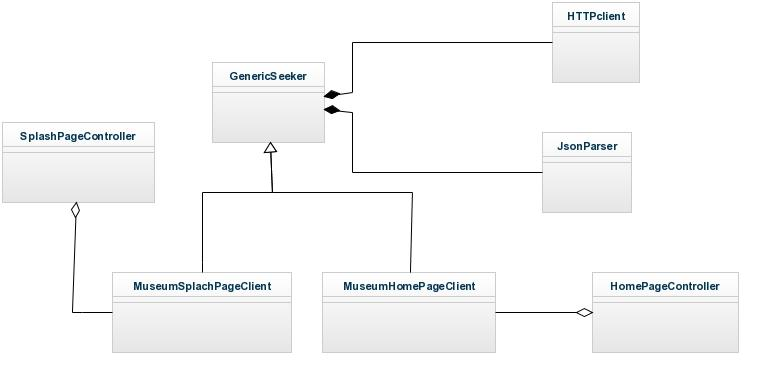 HTTPclient
GenericSeeker
SplashPageController
JsonParser
MuseumSplachPageClient
MuseumHomePageClient
HomePageController